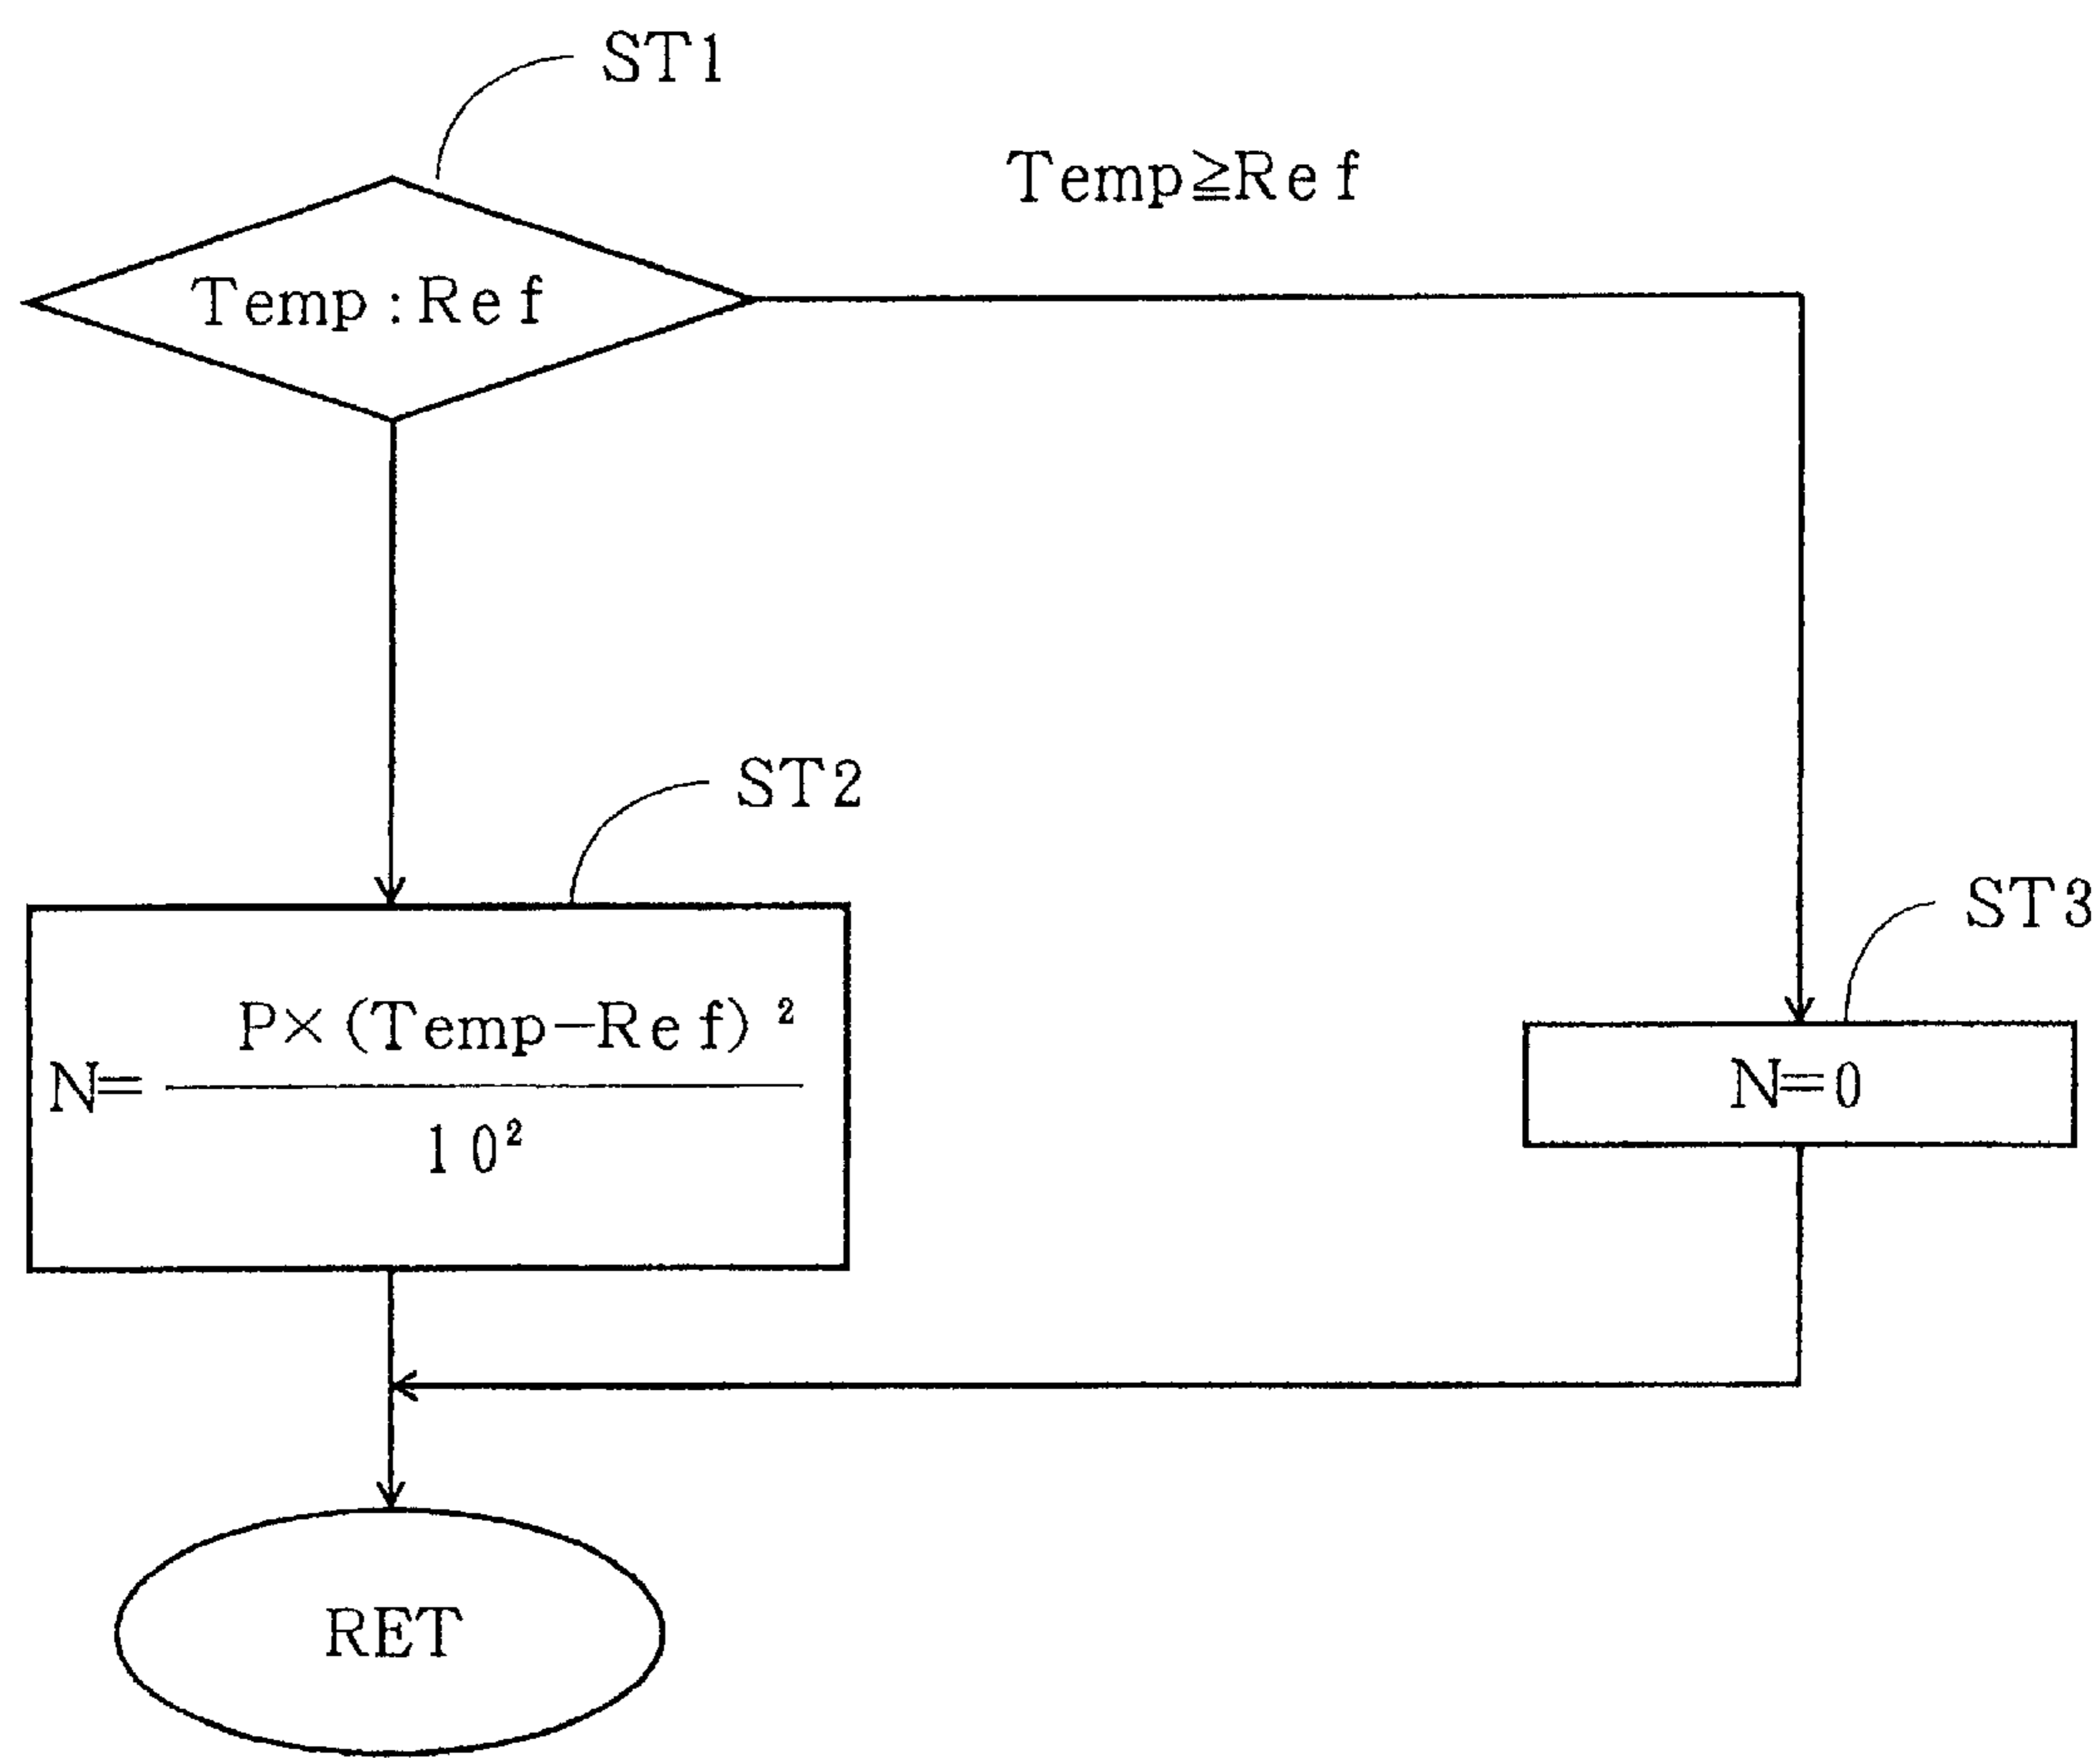 ST1
Temp≧Ref
Temp:Ref
ST2
ST3
P×(Temp−Ref)²
N=
10²
N=0
RET